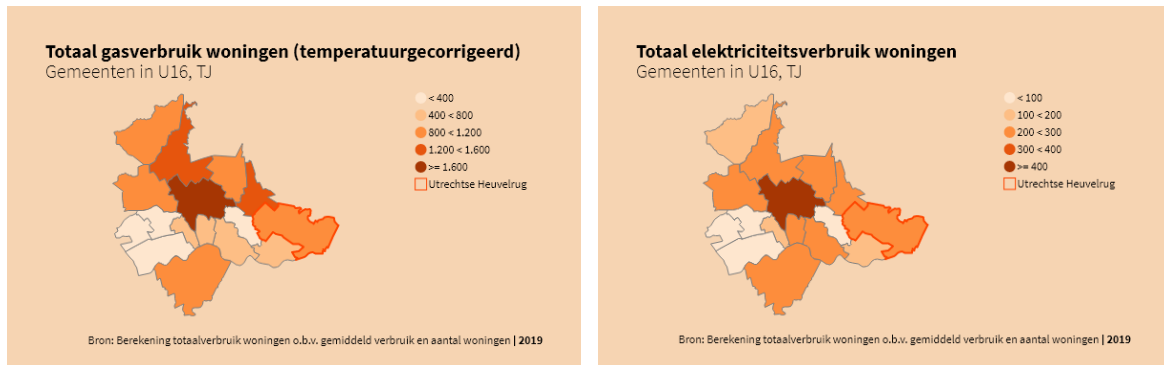 Totaal gasverbruik woningen (temperatuurgecorrigeerd)
Gemeenten in U16, TJ
< 400
400 < 800
800 < 1.200
1.200 < 1.600
>= 1.600
Utrechtse Heuvelrug
Bron: Berekening totaalverbruik woningen o.b.v. gemiddeld verbruik en aantal woningen | 2019
Totaal elektriciteitsverbruik woningen
Gemeenten in U16, TJ
< 100
100 < 200
200 < 300
300 < 400
>= 400
Utrechtse Heuvelrug
Bron: Berekening totaalverbruik woningen o.b.v. gemiddeld verbruik en aantal woningen | 2019